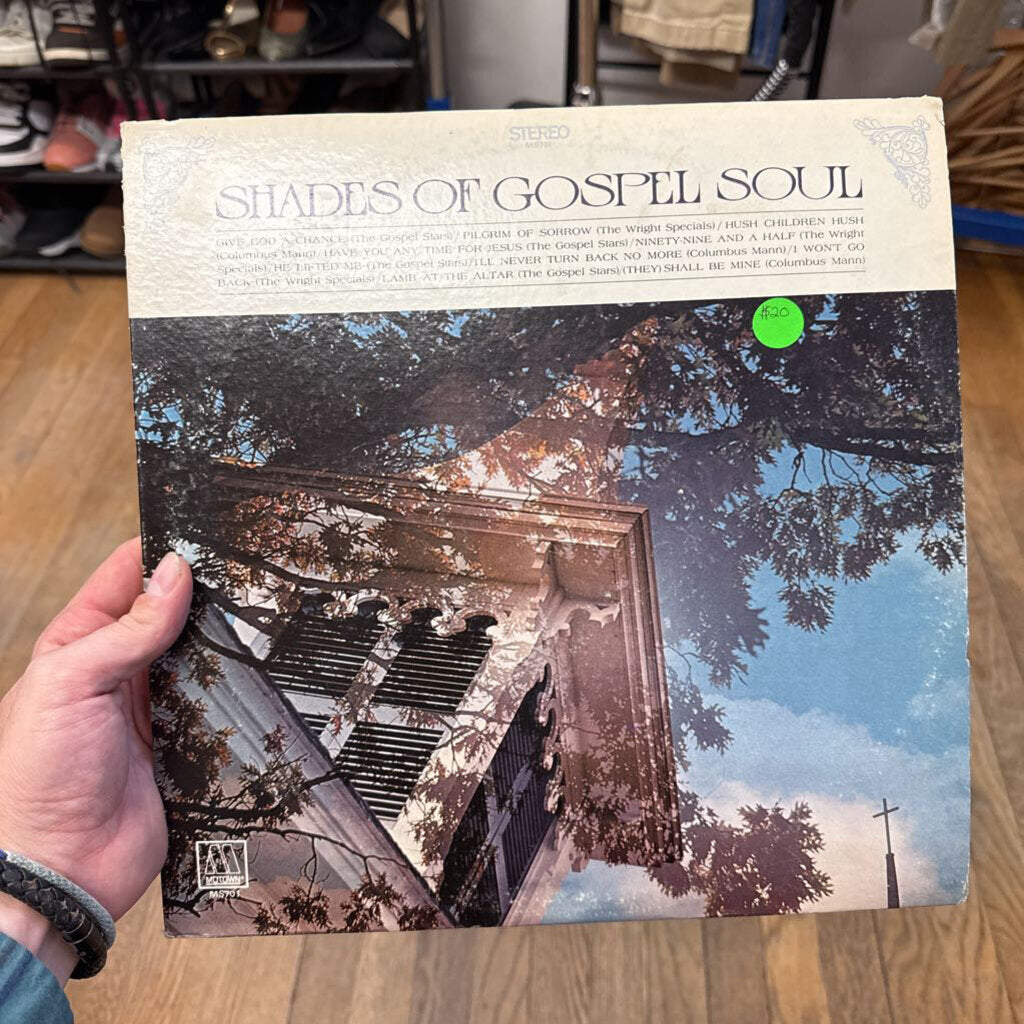 STEREO
MS701
SHADES OF GOSPEL SOUL
GIVE GOD A CHANCE (The Gospel Stars) / PILGRIM OF SORROW (The Wright Specials) / HUSH CHILDREN HUSH
(Columbus Mann) / HAVE YOU ANY TIME FOR JESUS (The Gospel Stars) / NINETY-NINE AND A HALF (The Wright
Specials) / HE LIFTED ME (The Gospel Stars) / I'LL NEVER TURN BACK NO MORE (Columbus Mann) / I WON'T GO
BACK (The Wright Specials) / LAMB AT THE ALTAR (The Gospel Stars) / (THEY) SHALL BE MINE (Columbus Mann)
$20
M
MOTOWN
MS701